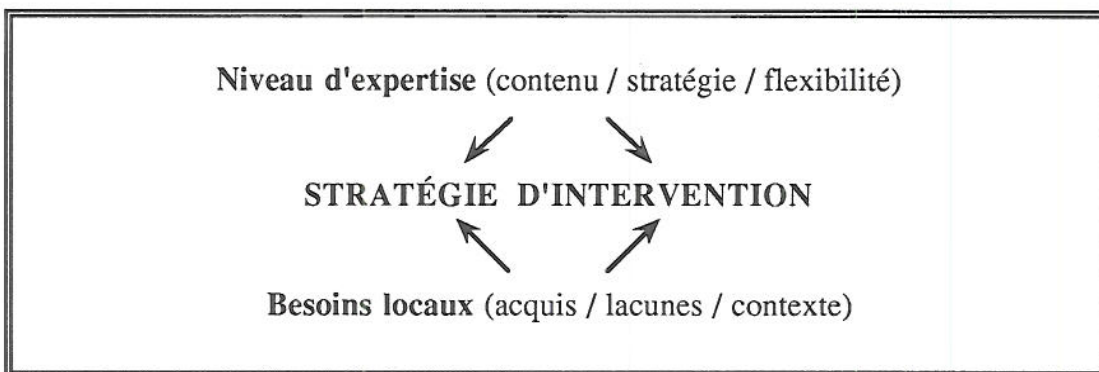 Niveau d'expertise (contenu / stratégie / flexibilité)
STRATÉGIE D'INTERVENTION
Besoins locaux (acquis / lacunes / contexte)